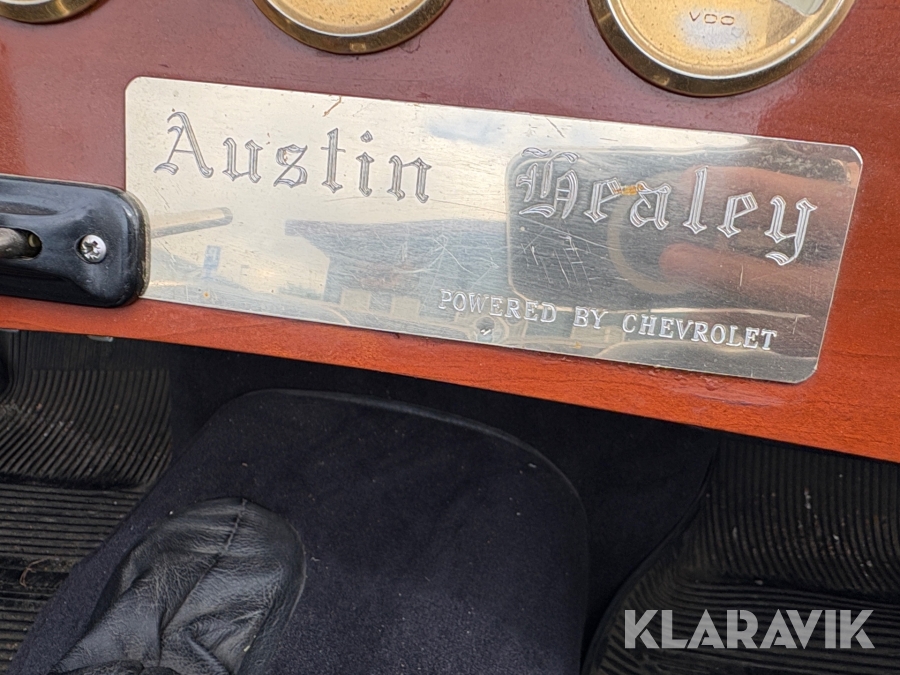 VDO
Austin Healey
POWERED BY CHEVROLET
KLARAVIK